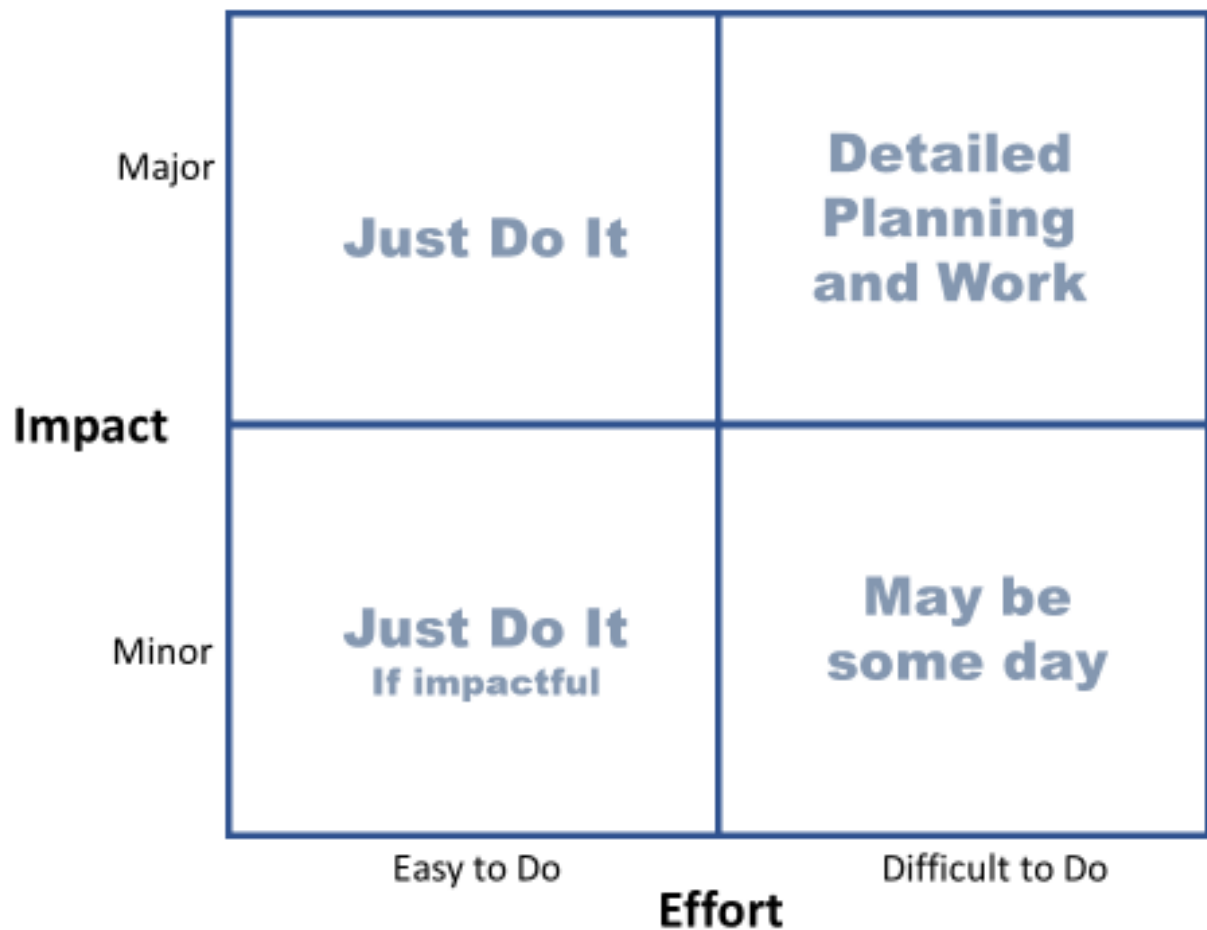 Major
Just Do It
Detailed
Planning
and Work
Impact
Minor
Just Do It
If impactful
May be
some day
Easy to Do
Difficult to Do
Effort